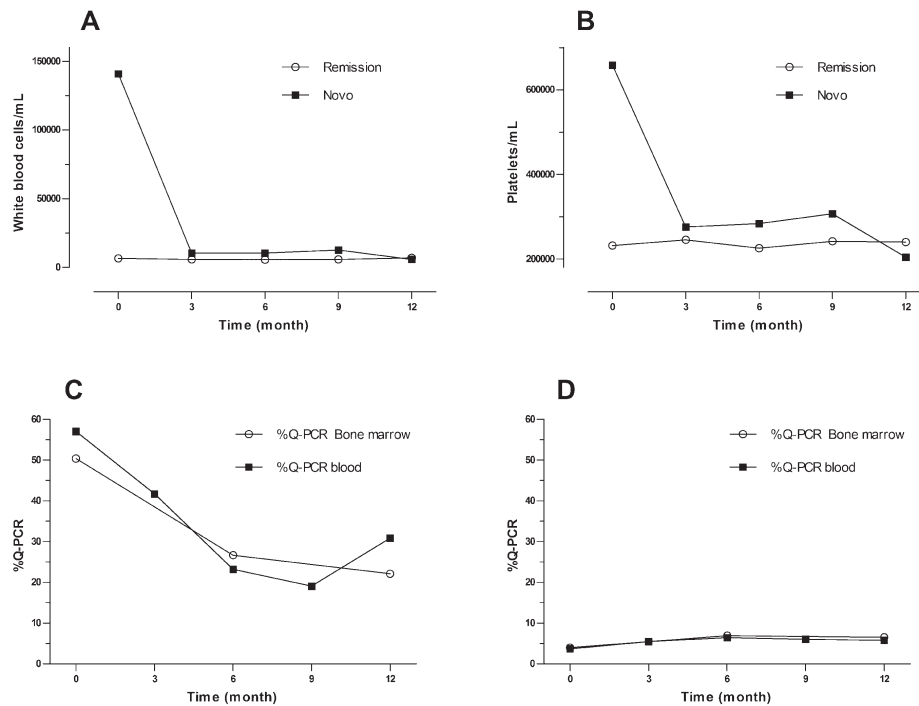 A
White blood cells/mL
150000
100000
50000
0
Remission
Novo
0 3 6 9 12
Time (month)
B
Platelets/mL
600000
400000
200000
Remission
Novo
0 3 6 9 12
Time (month)
C
%Q-PCR
60
50
40
30
20
10
0
%Q-PCR Bone marrow
%Q-PCR blood
0 3 6 9 12
Time (month)
D
%Q-PCR
60
50
40
30
20
10
0
%Q-PCR Bone marrow
%Q-PCR blood
0 3 6 9 12
Time (month)